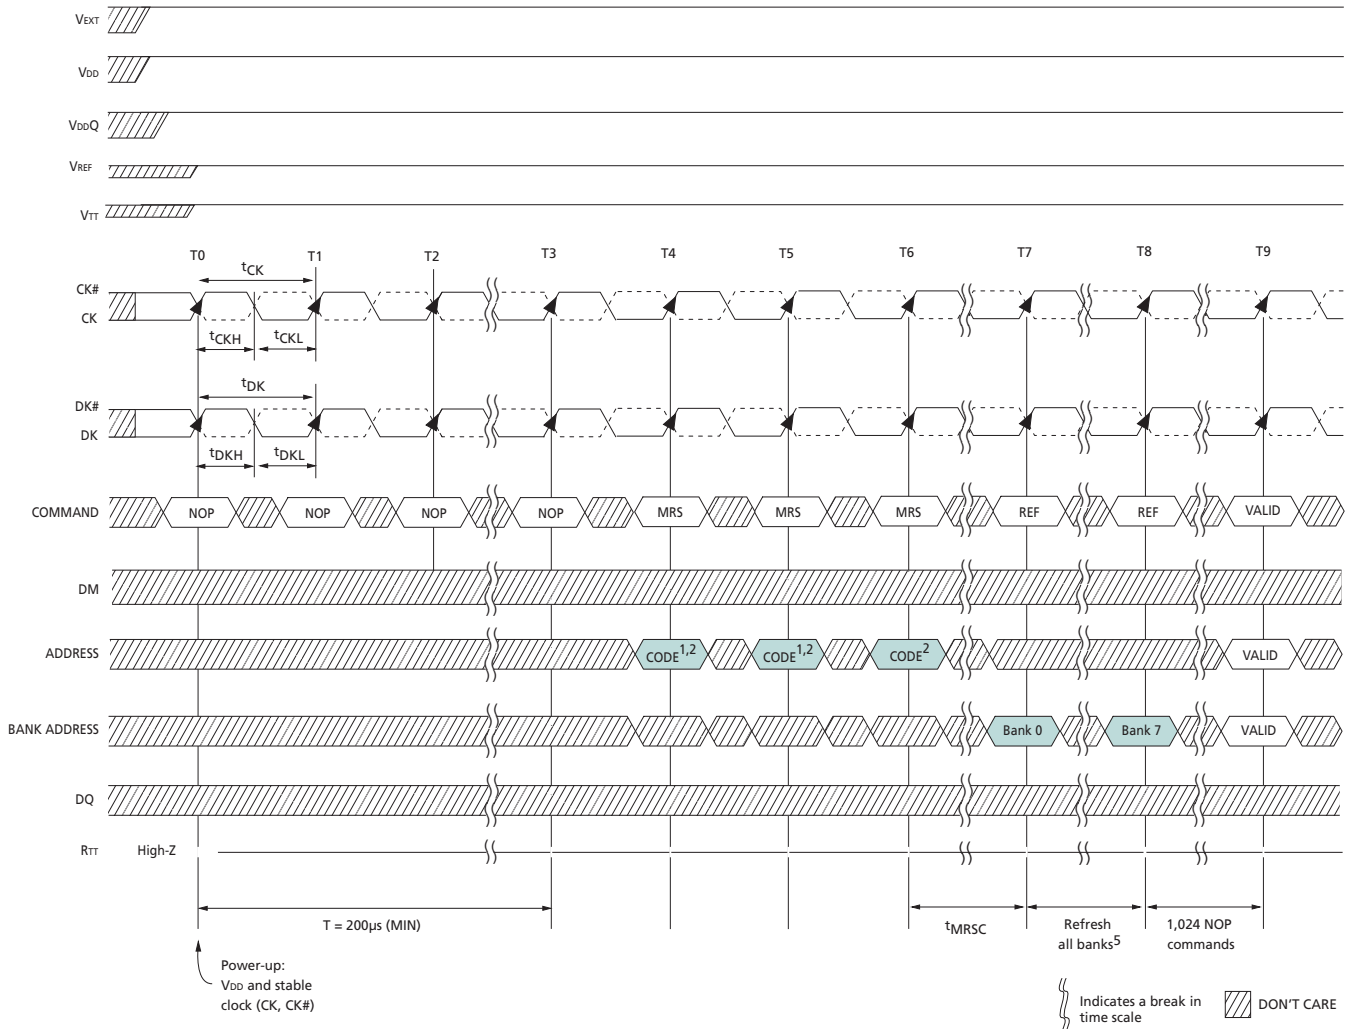 VEXT
VDD
VDDQ
VREF
VTT
T0 T1 T2 T3 T4 T5 T6 T7 T8 T9
tCK
CK#
CK
tCKH tCKL
tDK
DK#
DK
tDKH tDKL
COMMAND NOP NOP NOP NOP MRS MRS MRS REF REF VALID
DM
ADDRESS CODE1,2 CODE1,2 CODE2 VALID
BANK ADDRESS Bank 0 Bank 7 VALID
DQ
RTT High-Z
T = 200µs (MIN)
tMRSC
Refresh
all banks5
1,024 NOP
commands
Power-up:
VDD and stable
clock (CK, CK#)
Indicates a break in
time scale
DON'T CARE